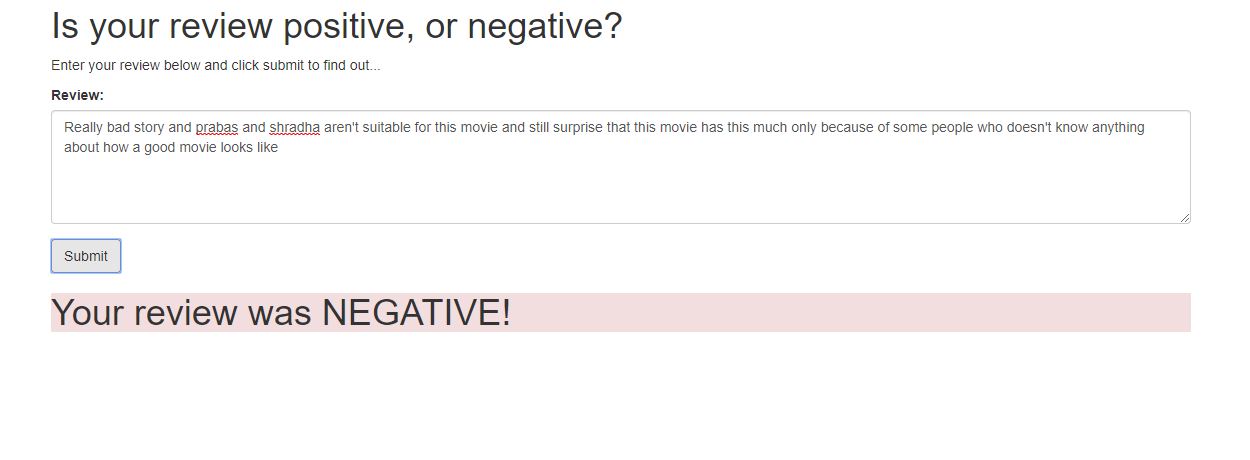 Is your review positive, or negative?
Enter your review below and click submit to find out...
Review:
Really bad story and prabas and shradha aren't suitable for this movie and still surprise that this movie has this much only because of some people who doesn't know anything
about how a good movie looks like
Submit
Your review was NEGATIVE!